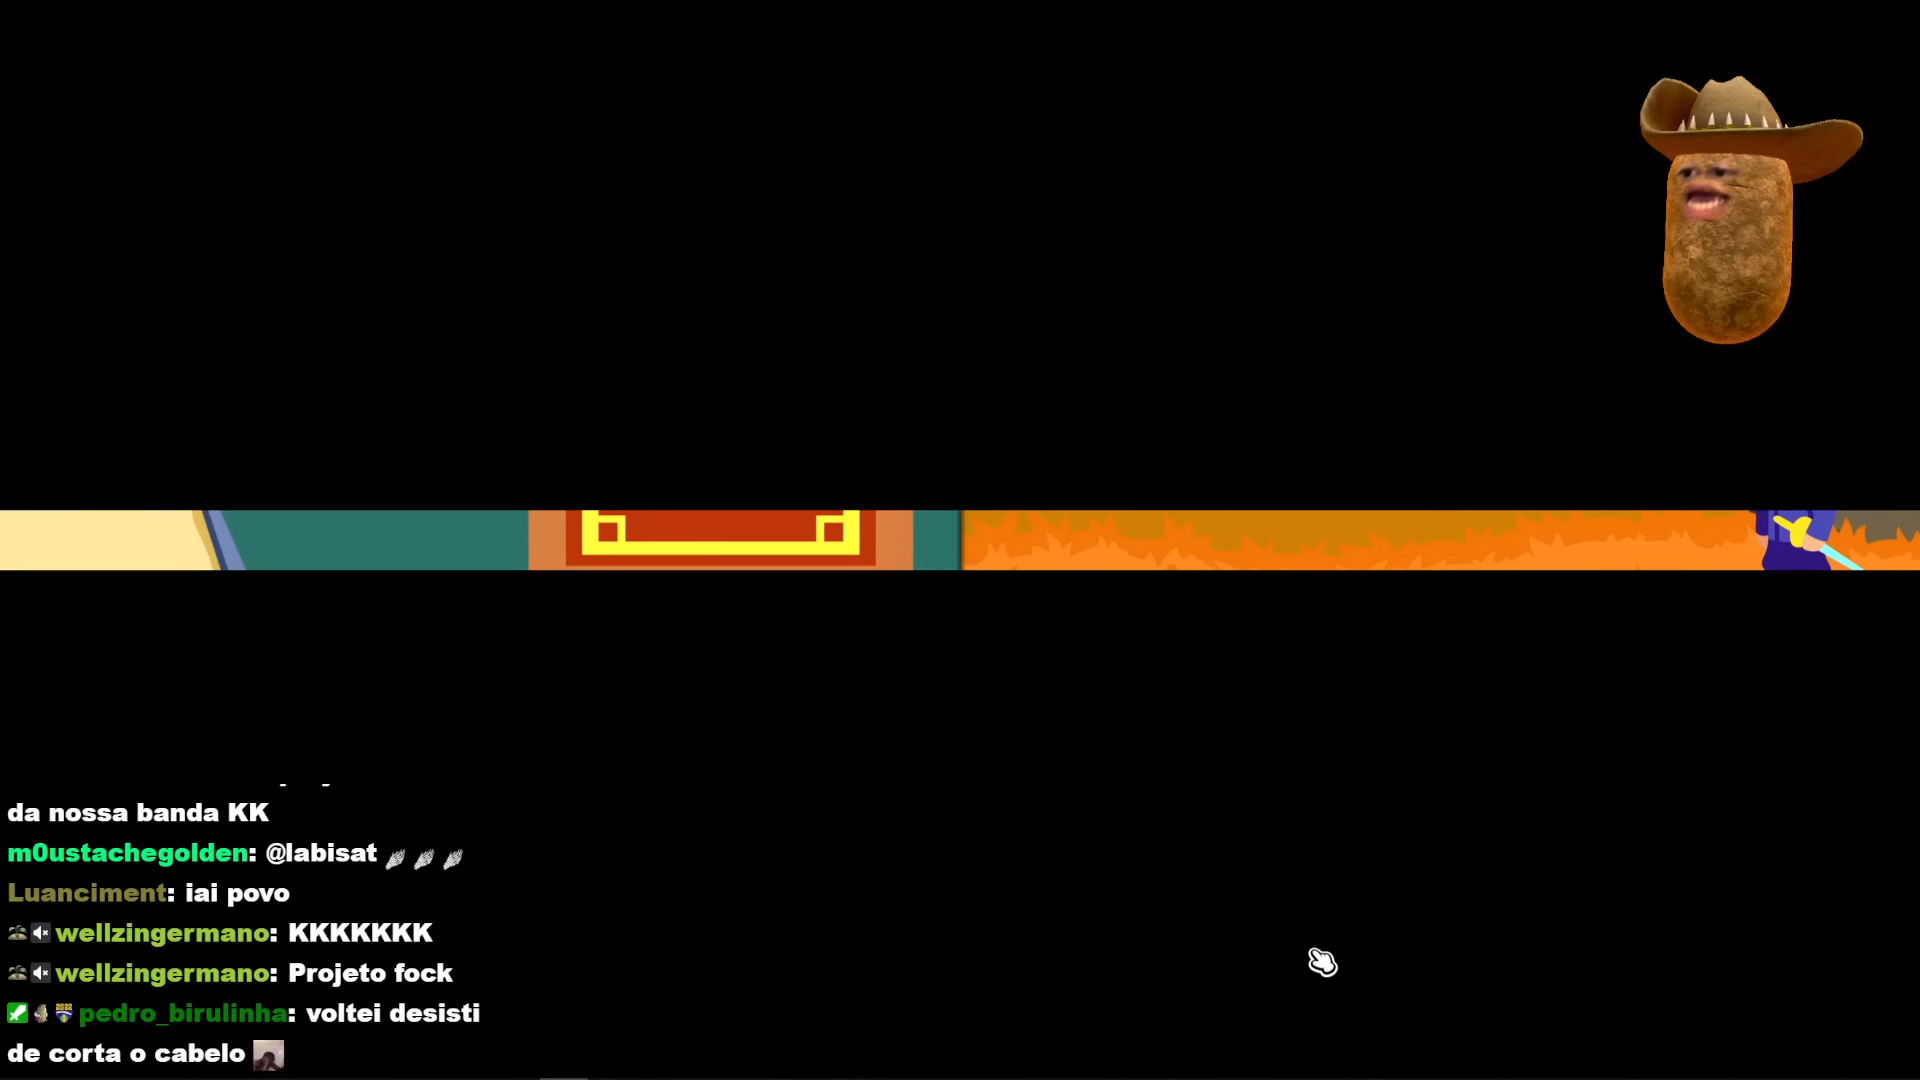 da nossa banda KK
m0ustachegolden: @labisat
Luanciment: iai povo
wellzingermano: KKKKKKK
wellzingermano: Projeto fock
pedro_birulinha: voltei desisti
de corta o cabelo